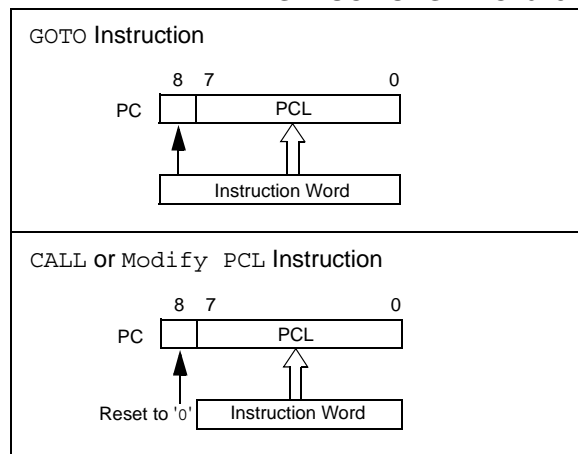 GOTO Instruction
8 7 0
PC PCL
Instruction Word
CALL or Modify PCL Instruction
8 7 0
PC PCL
Reset to '0' Instruction Word